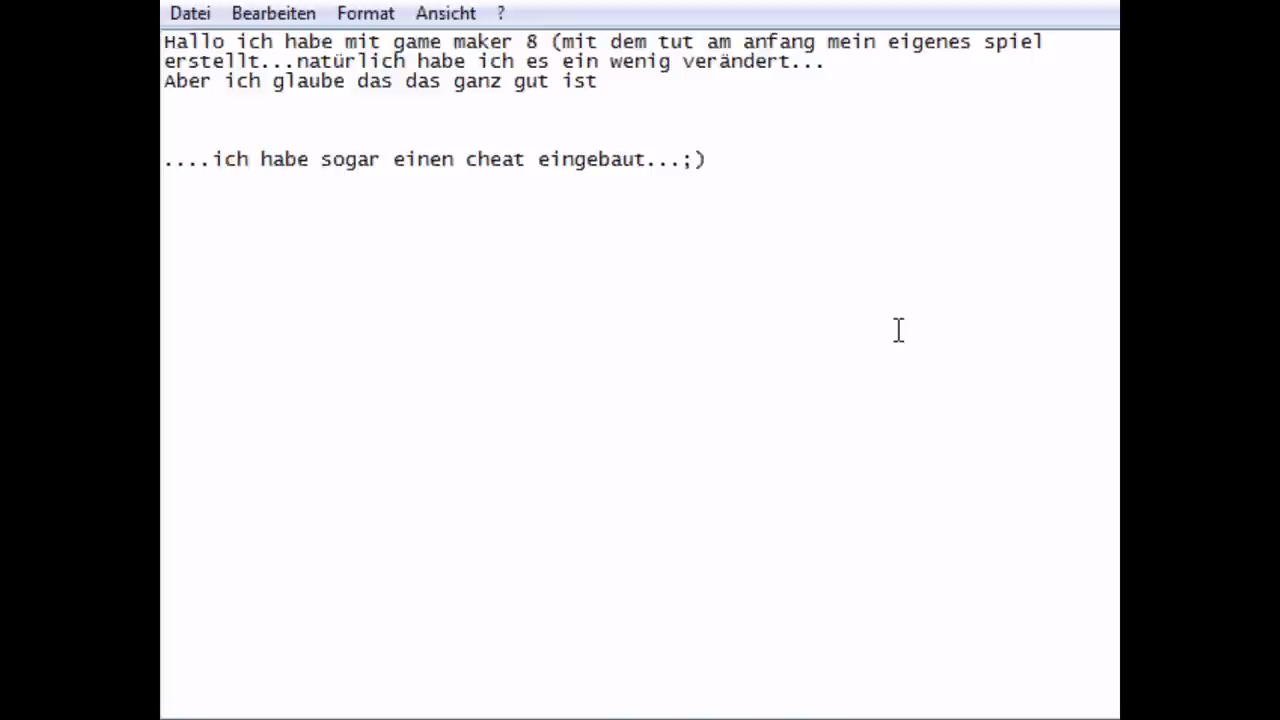 Datei Bearbeiten Format Ansicht ?
Hallo ich habe mit game maker 8 (mit dem tut am anfang mein eigenes spiel
erstellt...natürlich habe ich es ein wenig verändert...
Aber ich glaube das das ganz gut ist
....ich habe sogar einen cheat eingebaut...;)